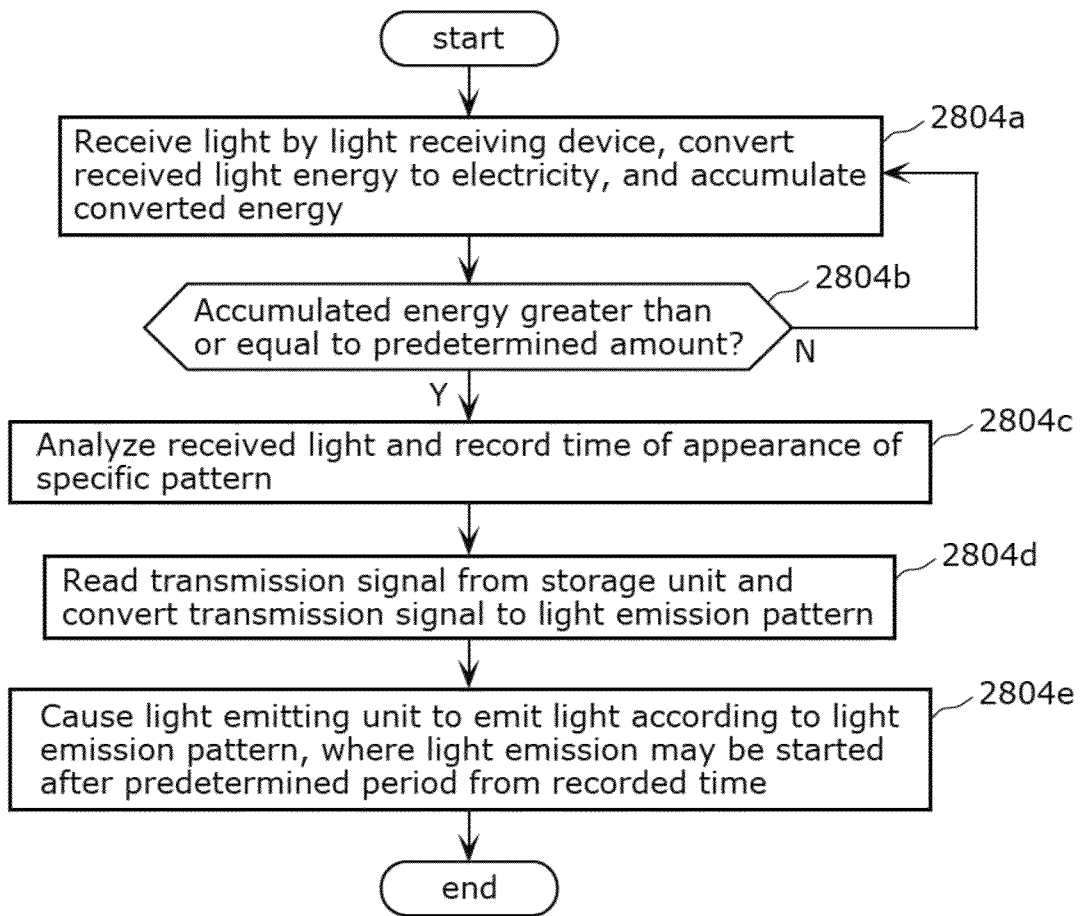 start
2804a
Receive light by light receiving device, convert
received light energy to electricity, and accumulate
converted energy
2804b
Accumulated energy greater than
or equal to predetermined amount?
N
Y
2804c
Analyze received light and record time of appearance of
specific pattern
2804d
Read transmission signal from storage unit and
convert transmission signal to light emission pattern
2804e
Cause light emitting unit to emit light according to light
emission pattern, where light emission may be started
after predetermined period from recorded time
end